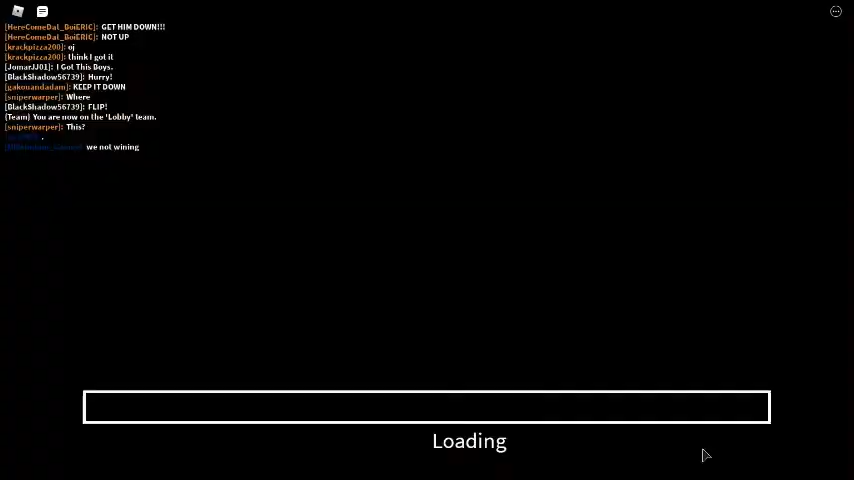 [HereComeDat_BoiERIC]: GET HIM DOWN!!!
[HereComeDat_BoiERIC]: NOT UP
[krackpizza200]: oj
[krackpizza200]: think I got it
[JomarJJ01]: I Got This Boys.
[BlackShadow56739]: Hurry!
[gakonandadam]: KEEP IT DOWN
[sniperwarper]: Where
[BlackShadow56739]: FLIP!
{Team} You are now on the 'Lobby' team.
[sniperwarper]: This?
we not wining
Loading